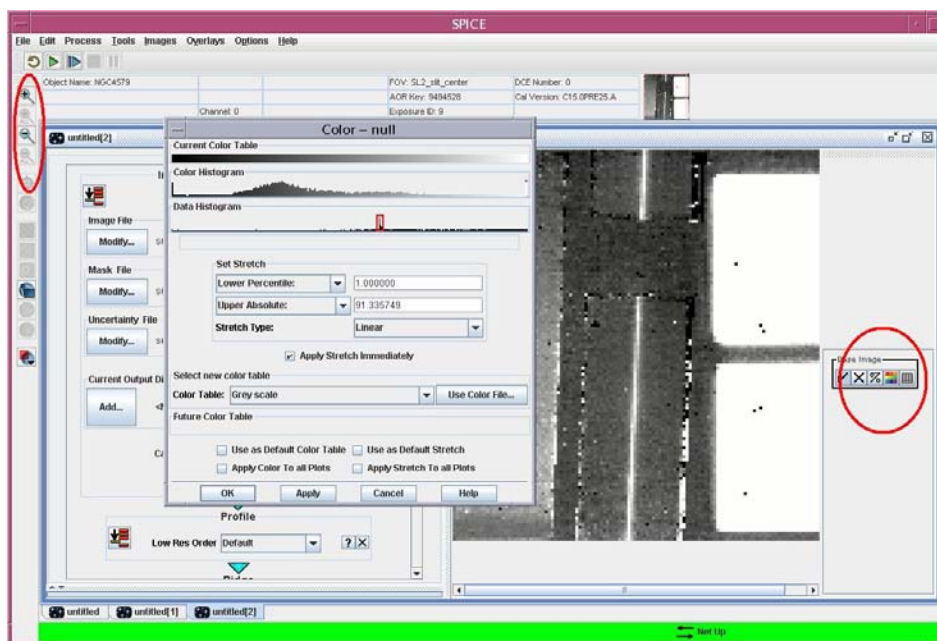 SPICE
File Edit Process Tools Images Overlays Options Help
Object Name: NGC4579
FOV: SL2_slit_center
DCE Number: 0
AOR Key: 9494528
Cal Version: C15.0PRE25.A
Channel: 0
Exposure ID: 9
untitled[2]
Color – null
Current Color Table
Color Histogram
Data Histogram
Image File
Modify...
Set Stretch
Lower Percentile:
1.000000
Mask File
Modify...
Upper Absolute:
91.335749
Stretch Type:
Linear
Uncertainty File
Modify...
Apply Stretch Immediately
Base Image
Select new color table
Current Output Di
Color Table: Grey scale
Use Color File...
Add...
Future Color Table
Use as Default Color Table
Use as Default Stretch
Apply Color To all Plots
Apply Stretch To all Plots
OK
Apply
Cancel
Help
Profile
Low Res Order
Default
? X
untitled
untitled[1]
untitled[2]
Net Up